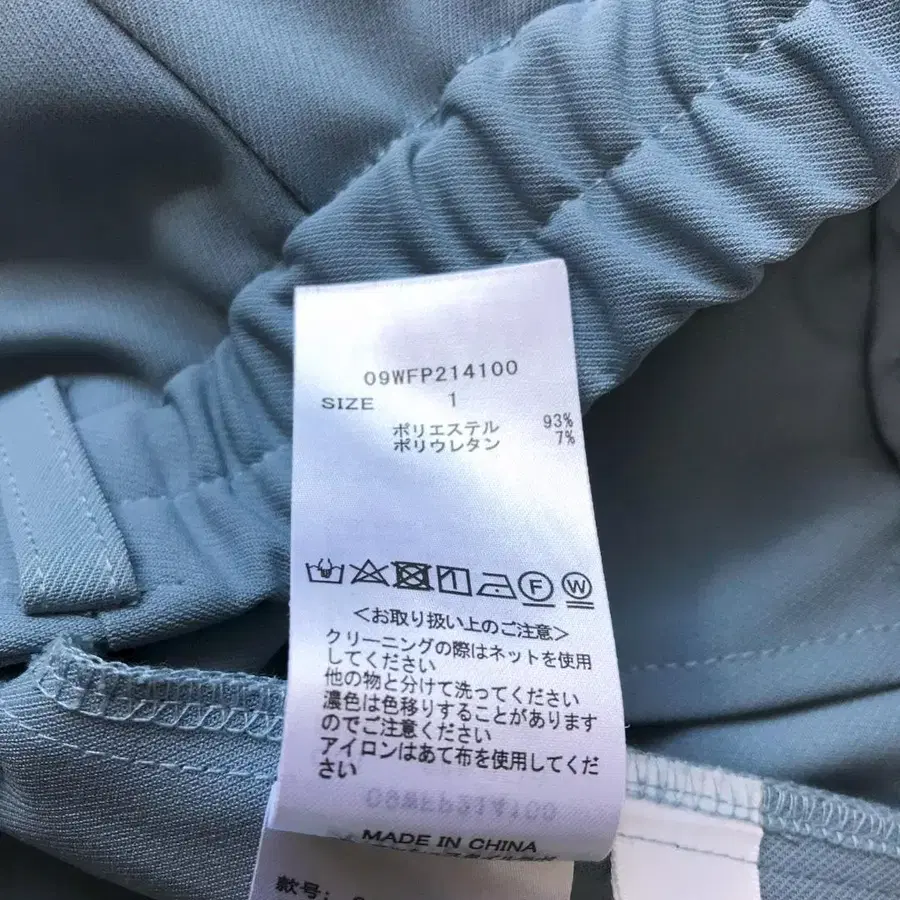 09WFP214100
SIZE 1
ポリエステル 93%
ポリウレタン 7%
F W
<お取り扱い上のご注意>
クリーニングの際はネットを使用
してください
他の物と分けて洗ってください
濃色は色移りすることがあります
のでご注意ください
アイロンはあて布を使用してくだ
さい
MADE IN CHINA
款号: